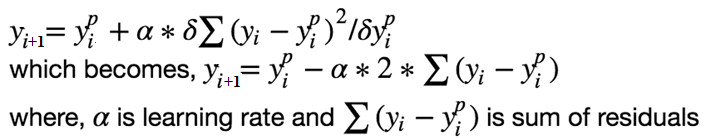 y_{i+1} = y_i^p + α * δ∑(y_i − y_i^p)^2/δy_i^p
which becomes, y_{i+1} = y_i^p − α * 2 * ∑(y_i − y_i^p)
where, α is learning rate and ∑(y_i − y_i^p) is sum of residuals